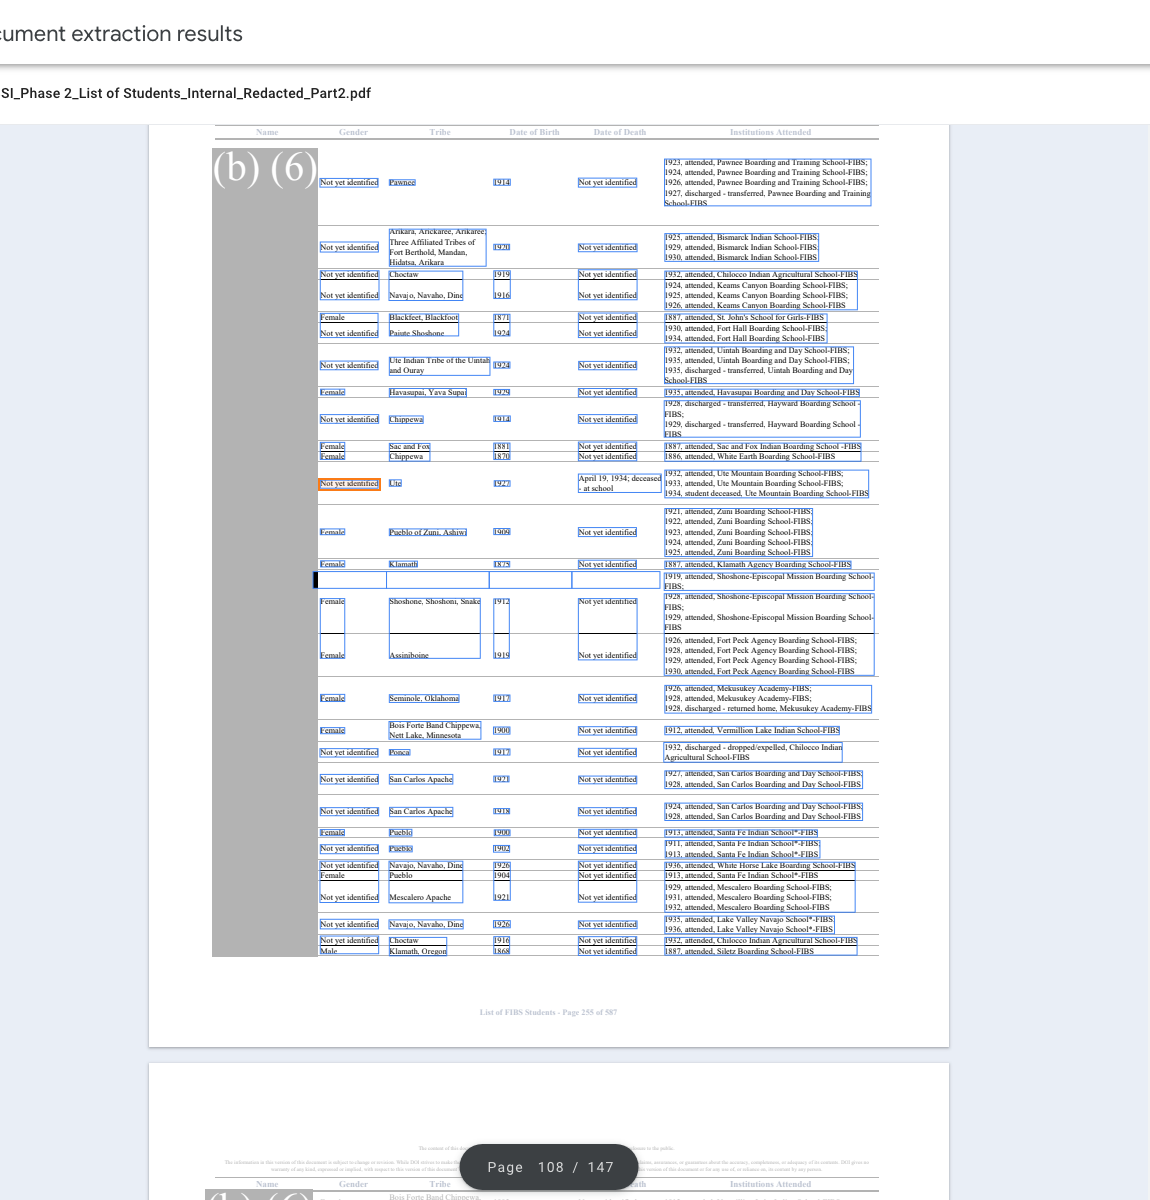 cument extraction results
SI_Phase 2_List of Students_Internal_Redacted_Part2.pdf
Name Gender Tribe Date of Birth Date of Death Institutions Attended
(b) (6)
1923, attended, Pawnee Boarding and Training School-FIBS;
1924, attended, Pawnee Boarding and Training School-FIBS;
Not yet identified Pawnee 1914 Not yet identified 1926, attended, Pawnee Boarding and Training School-FIBS;
1927, discharged - transferred, Pawnee Boarding and Training
School-FIBS
Arikara, Arickaree, Arikaree,
Three Affiliated Tribes of 1925, attended, Bismarck Indian School-FIBS;
Not yet identified Fort Berthold, Mandan, 1920 Not yet identified 1929, attended, Bismarck Indian School-FIBS;
Hidatsa, Arikara 1930, attended, Bismarck Indian School-FIBS
Not yet identified Choctaw 1919 Not yet identified 1932, attended, Chilocco Indian Agricultural School-FIBS
1924, attended, Keams Canyon Boarding School-FIBS;
Not yet identified Navajo, Navaho, Dine 1916 Not yet identified 1925, attended, Keams Canyon Boarding School-FIBS;
1926, attended, Keams Canyon Boarding School-FIBS
Female Blackfeet, Blackfoot 1871 Not yet identified 1887, attended, St. John's School for Girls-FIBS
1930, attended, Fort Hall Boarding School-FIBS;
Not yet identified Paiute Shoshone 1924 Not yet identified 1934, attended, Fort Hall Boarding School-FIBS
1932, attended, Uintah Boarding and Day School-FIBS;
Ute Indian Tribe of the Uintah 1935, attended, Uintah Boarding and Day School-FIBS;
Not yet identified and Ouray 1924 Not yet identified 1935, discharged - transferred, Uintah Boarding and Day
School-FIBS
Female Havasupai, Yava Supai 1929 Not yet identified 1935, attended, Havasupai Boarding and Day School-FIBS
1928, discharged - transferred, Hayward Boarding School -
FIBS;
Not yet identified Chippewa 1914 Not yet identified 1929, discharged - transferred, Hayward Boarding School -
FIBS
Female Sac and Fox 1881 Not yet identified 1887, attended, Sac and Fox Indian Boarding School -FIBS
Female Chippewa 1870 Not yet identified 1886, attended, White Earth Boarding School-FIBS
April 19, 1934; deceased 1932, attended, Ute Mountain Boarding School-FIBS;
Not yet identified Ute 1927 - at school 1933, attended, Ute Mountain Boarding School-FIBS;
1934, student deceased, Ute Mountain Boarding School-FIBS
1921, attended, Zuni Boarding School-FIBS;
1922, attended, Zuni Boarding School-FIBS;
Female Pueblo of Zuni, Ashiwi 1909 Not yet identified 1923, attended, Zuni Boarding School-FIBS;
1924, attended, Zuni Boarding School-FIBS;
1925, attended, Zuni Boarding School-FIBS
Female Klamath 1875 Not yet identified 1887, attended, Klamath Agency Boarding School-FIBS
1919, attended, Shoshone-Episcopal Mission Boarding School-
FIBS;
1928, attended, Shoshone-Episcopal Mission Boarding School-
Female Shoshone, Shoshoni, Snake 1912 Not yet identified FIBS;
1929, attended, Shoshone-Episcopal Mission Boarding School-
FIBS
1926, attended, Fort Peck Agency Boarding School-FIBS;
1928, attended, Fort Peck Agency Boarding School-FIBS;
Female Assiniboine 1919 Not yet identified 1929, attended, Fort Peck Agency Boarding School-FIBS;
1930, attended, Fort Peck Agency Boarding School-FIBS
1926, attended, Mekusukey Academy-FIBS;
Female Seminole, Oklahoma 1917 Not yet identified 1928, attended, Mekusukey Academy-FIBS;
1928, discharged - returned home, Mekusukey Academy-FIBS
Bois Forte Band Chippewa,
Female Nett Lake, Minnesota 1900 Not yet identified 1912, attended, Vermillion Lake Indian School-FIBS
Not yet identified Ponca 1917 Not yet identified 1932, discharged - dropped/expelled, Chilocco Indian
Agricultural School-FIBS
Not yet identified San Carlos Apache 1921 Not yet identified 1927, attended, San Carlos Boarding and Day School-FIBS;
1928, attended, San Carlos Boarding and Day School-FIBS
Not yet identified San Carlos Apache 1918 Not yet identified 1924, attended, San Carlos Boarding and Day School-FIBS;
1928, attended, San Carlos Boarding and Day School-FIBS
Female Pueblo 1900 Not yet identified 1913, attended, Santa Fe Indian School*-FIBS
Not yet identified Pueblo 1902 Not yet identified 1911, attended, Santa Fe Indian School*-FIBS;
1913, attended, Santa Fe Indian School*-FIBS
Not yet identified Navajo, Navaho, Dine 1926 Not yet identified 1936, attended, White Horse Lake Boarding School-FIBS
Female Pueblo 1904 Not yet identified 1913, attended, Santa Fe Indian School*-FIBS
1929, attended, Mescalero Boarding School-FIBS;
Not yet identified Mescalero Apache 1921 Not yet identified 1931, attended, Mescalero Boarding School-FIBS;
1932, attended, Mescalero Boarding School-FIBS
Not yet identified Navajo, Navaho, Dine 1926 Not yet identified 1935, attended, Lake Valley Navajo School*-FIBS;
1936, attended, Lake Valley Navajo School*-FIBS
Not yet identified Choctaw 1916 Not yet identified 1932, attended, Chilocco Indian Agricultural School-FIBS
Male Klamath, Oregon 1868 Not yet identified 1887, attended, Siletz Boarding School-FIBS
List of FIBS Students - Page 255 of 587
Page 108 / 147
Name Gender Tribe Date of Birth Institutions Attended
Bois Forte Band Chippewa,